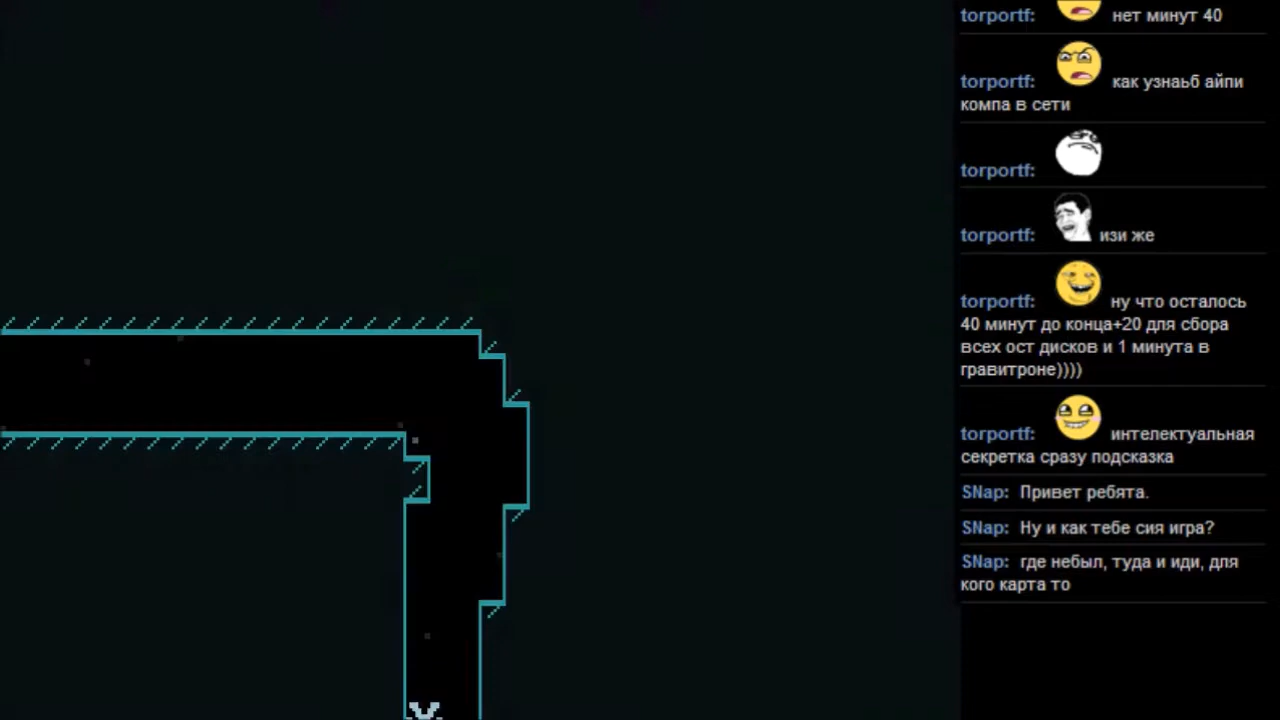 torportf: нет минут 40
torportf: как узнаьб айпи
компа в сети
torportf:
torportf: изи же
torportf: ну что осталось
40 минут до конца+20 для сбора
всех ост дисков и 1 минута в
гравитроне))))
torportf: интелектуальная
секретка сразу подсказка
SNap: Привет ребята.
SNap: Ну и как тебе сия игра?
SNap: где небыл, туда и иди, для
кого карта то